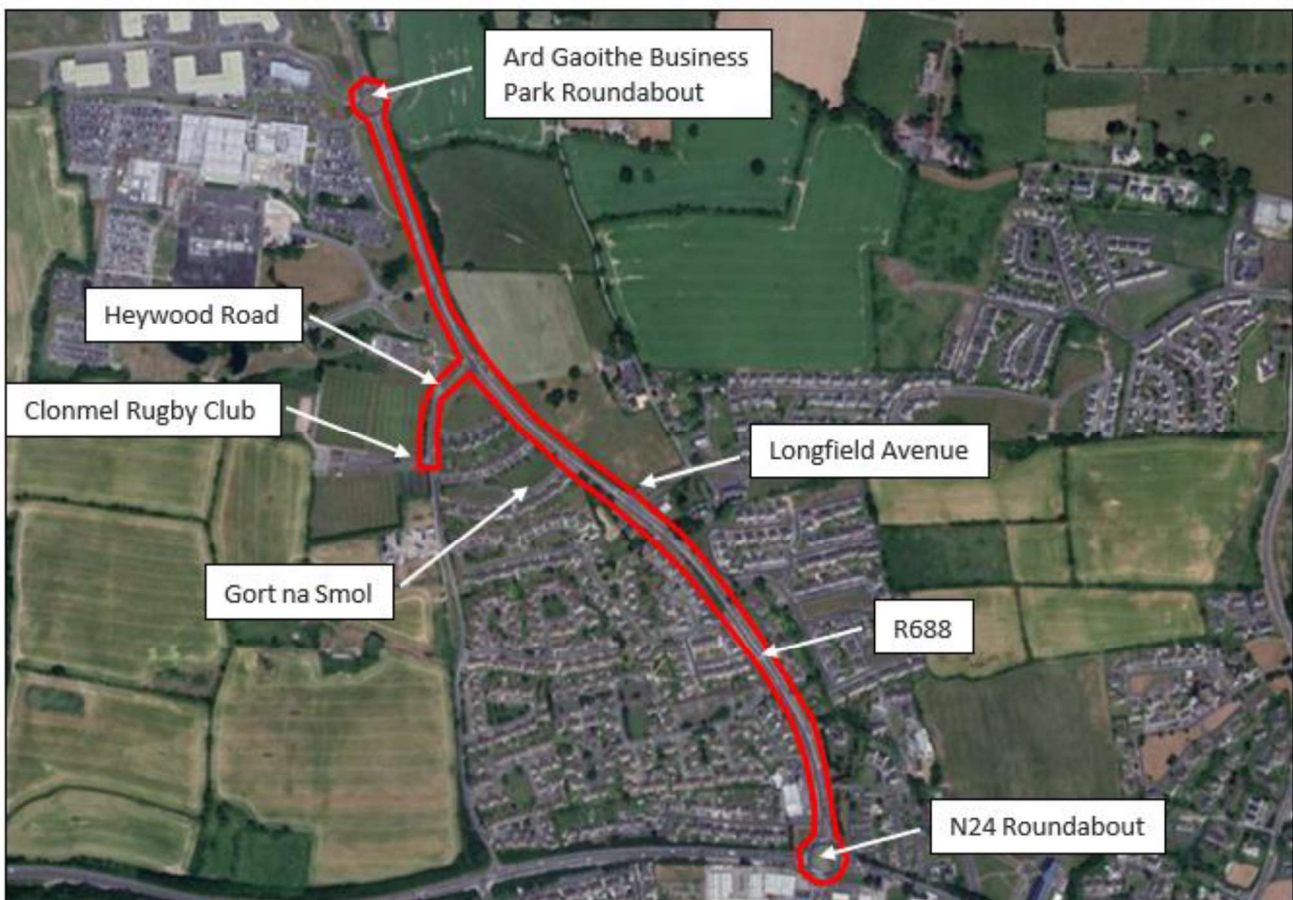 Ard Gaoithe Business
Park Roundabout
Heywood Road
Clonmel Rugby Club
Longfield Avenue
Gort na Smol
R688
N24 Roundabout